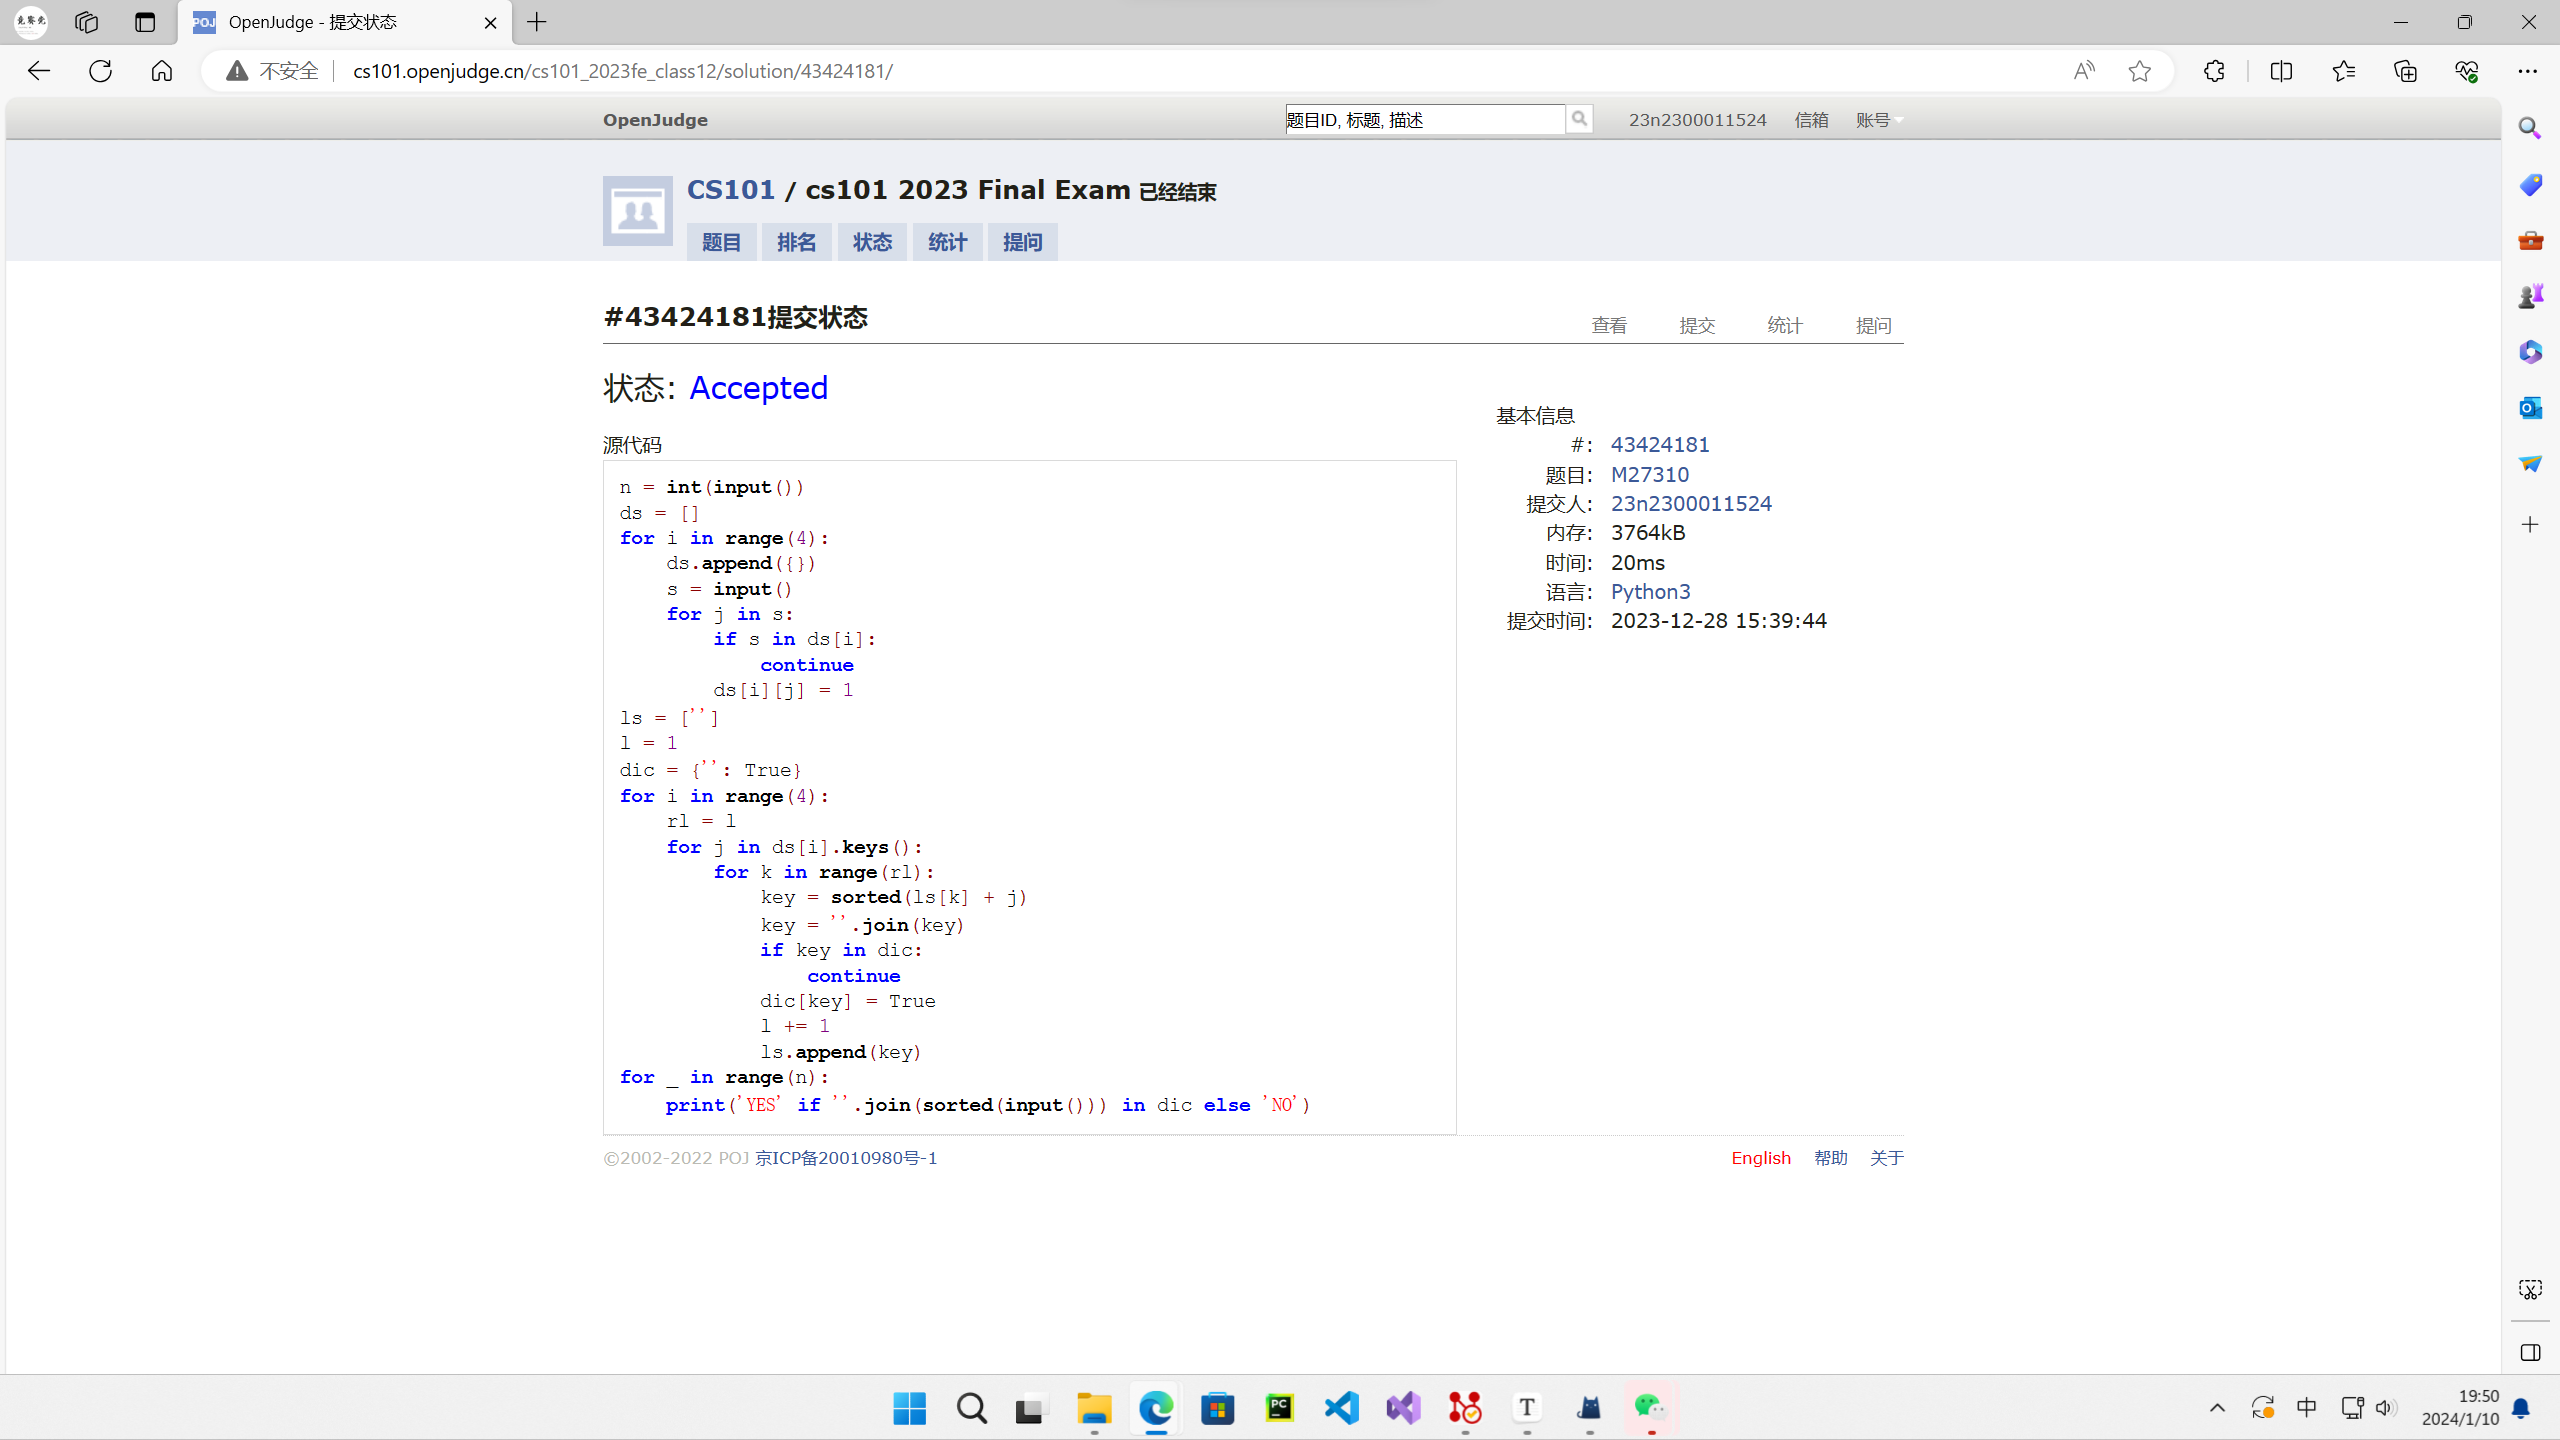 OpenJudge - 提交状态
不安全
cs101.openjudge.cn/cs101_2023fe_class12/solution/43424181/
OpenJudge
题目ID, 标题, 描述
23n2300011524 信箱 账号
CS101 / cs101 2023 Final Exam 已经结束
题目 排名 状态 统计 提问
#43424181提交状态
查看 提交 统计 提问
状态: Accepted
源代码
n = int(input())
ds = []
for i in range(4):
    ds.append({})
    s = input()
    for j in s:
        if s in ds[i]:
            continue
        ds[i][j] = 1
ls = ['']
l = 1
dic = {'': True}
for i in range(4):
    rl = l
    for j in ds[i].keys():
        for k in range(rl):
            key = sorted(ls[k] + j)
            key = ''.join(key)
            if key in dic:
                continue
            dic[key] = True
            l += 1
            ls.append(key)
for _ in range(n):
    print('YES' if ''.join(sorted(input())) in dic else 'NO')
基本信息
#: 43424181
题目: M27310
提交人: 23n2300011524
内存: 3764kB
时间: 20ms
语言: Python3
提交时间: 2023-12-28 15:39:44
©2002-2022 POJ 京ICP备20010980号-1
English 帮助 关于
中
19:50
2024/1/10